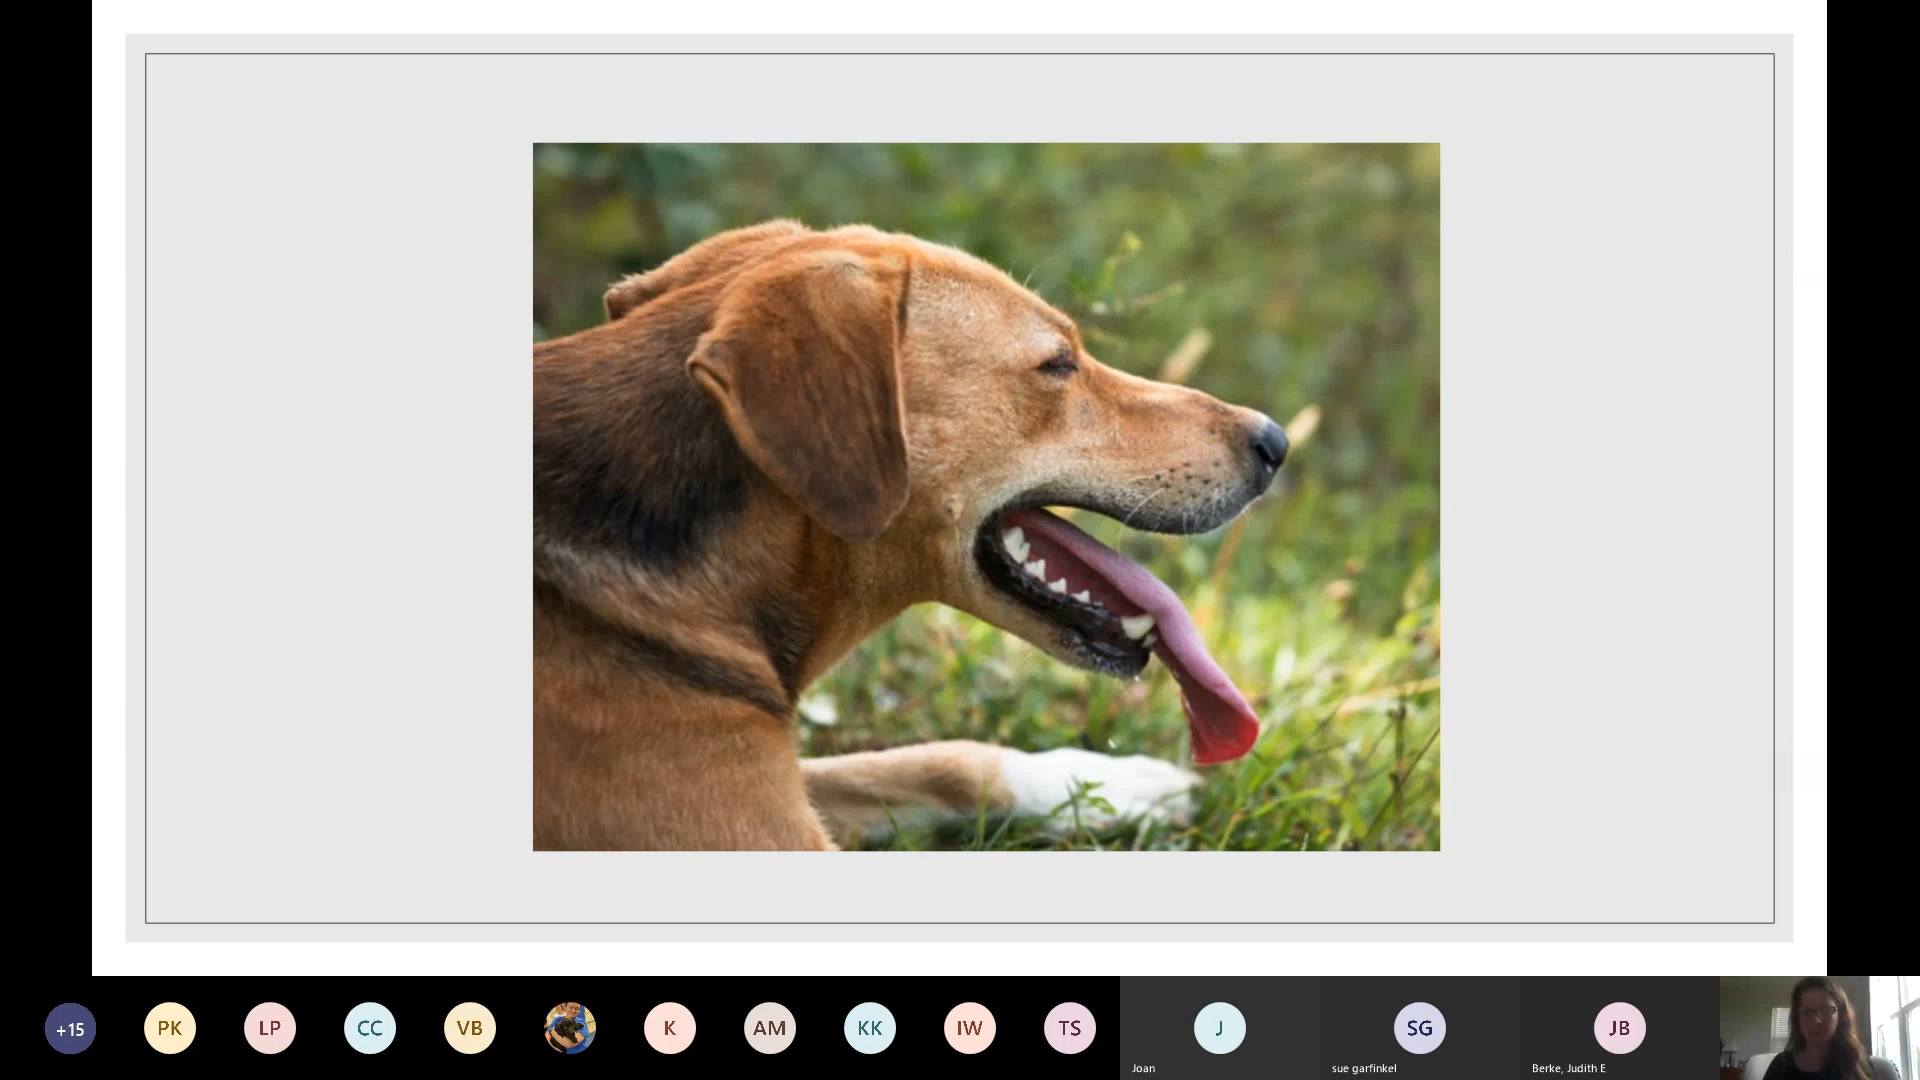 +15
PK
LP
CC
VB
K
AM
KK
IW
TS
J
SG
JB
Joan
sue garfinkel
Berke, Judith E